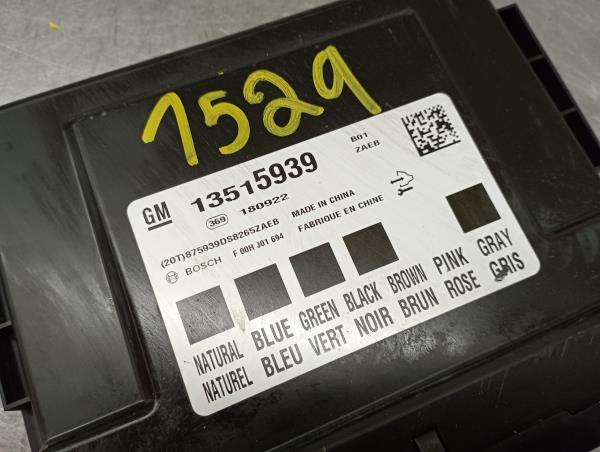 1529
GM 13515939
B01
ZAEB
369 180922
(20T)875939DS8265ZAEB MADE IN CHINA
BOSCH F 00H J01 694 FABRIQUE EN CHINE
NATURAL BLUE GREEN BLACK BROWN PINK GRAY
NATUREL BLEU VERT NOIR BRUN ROSE GRIS